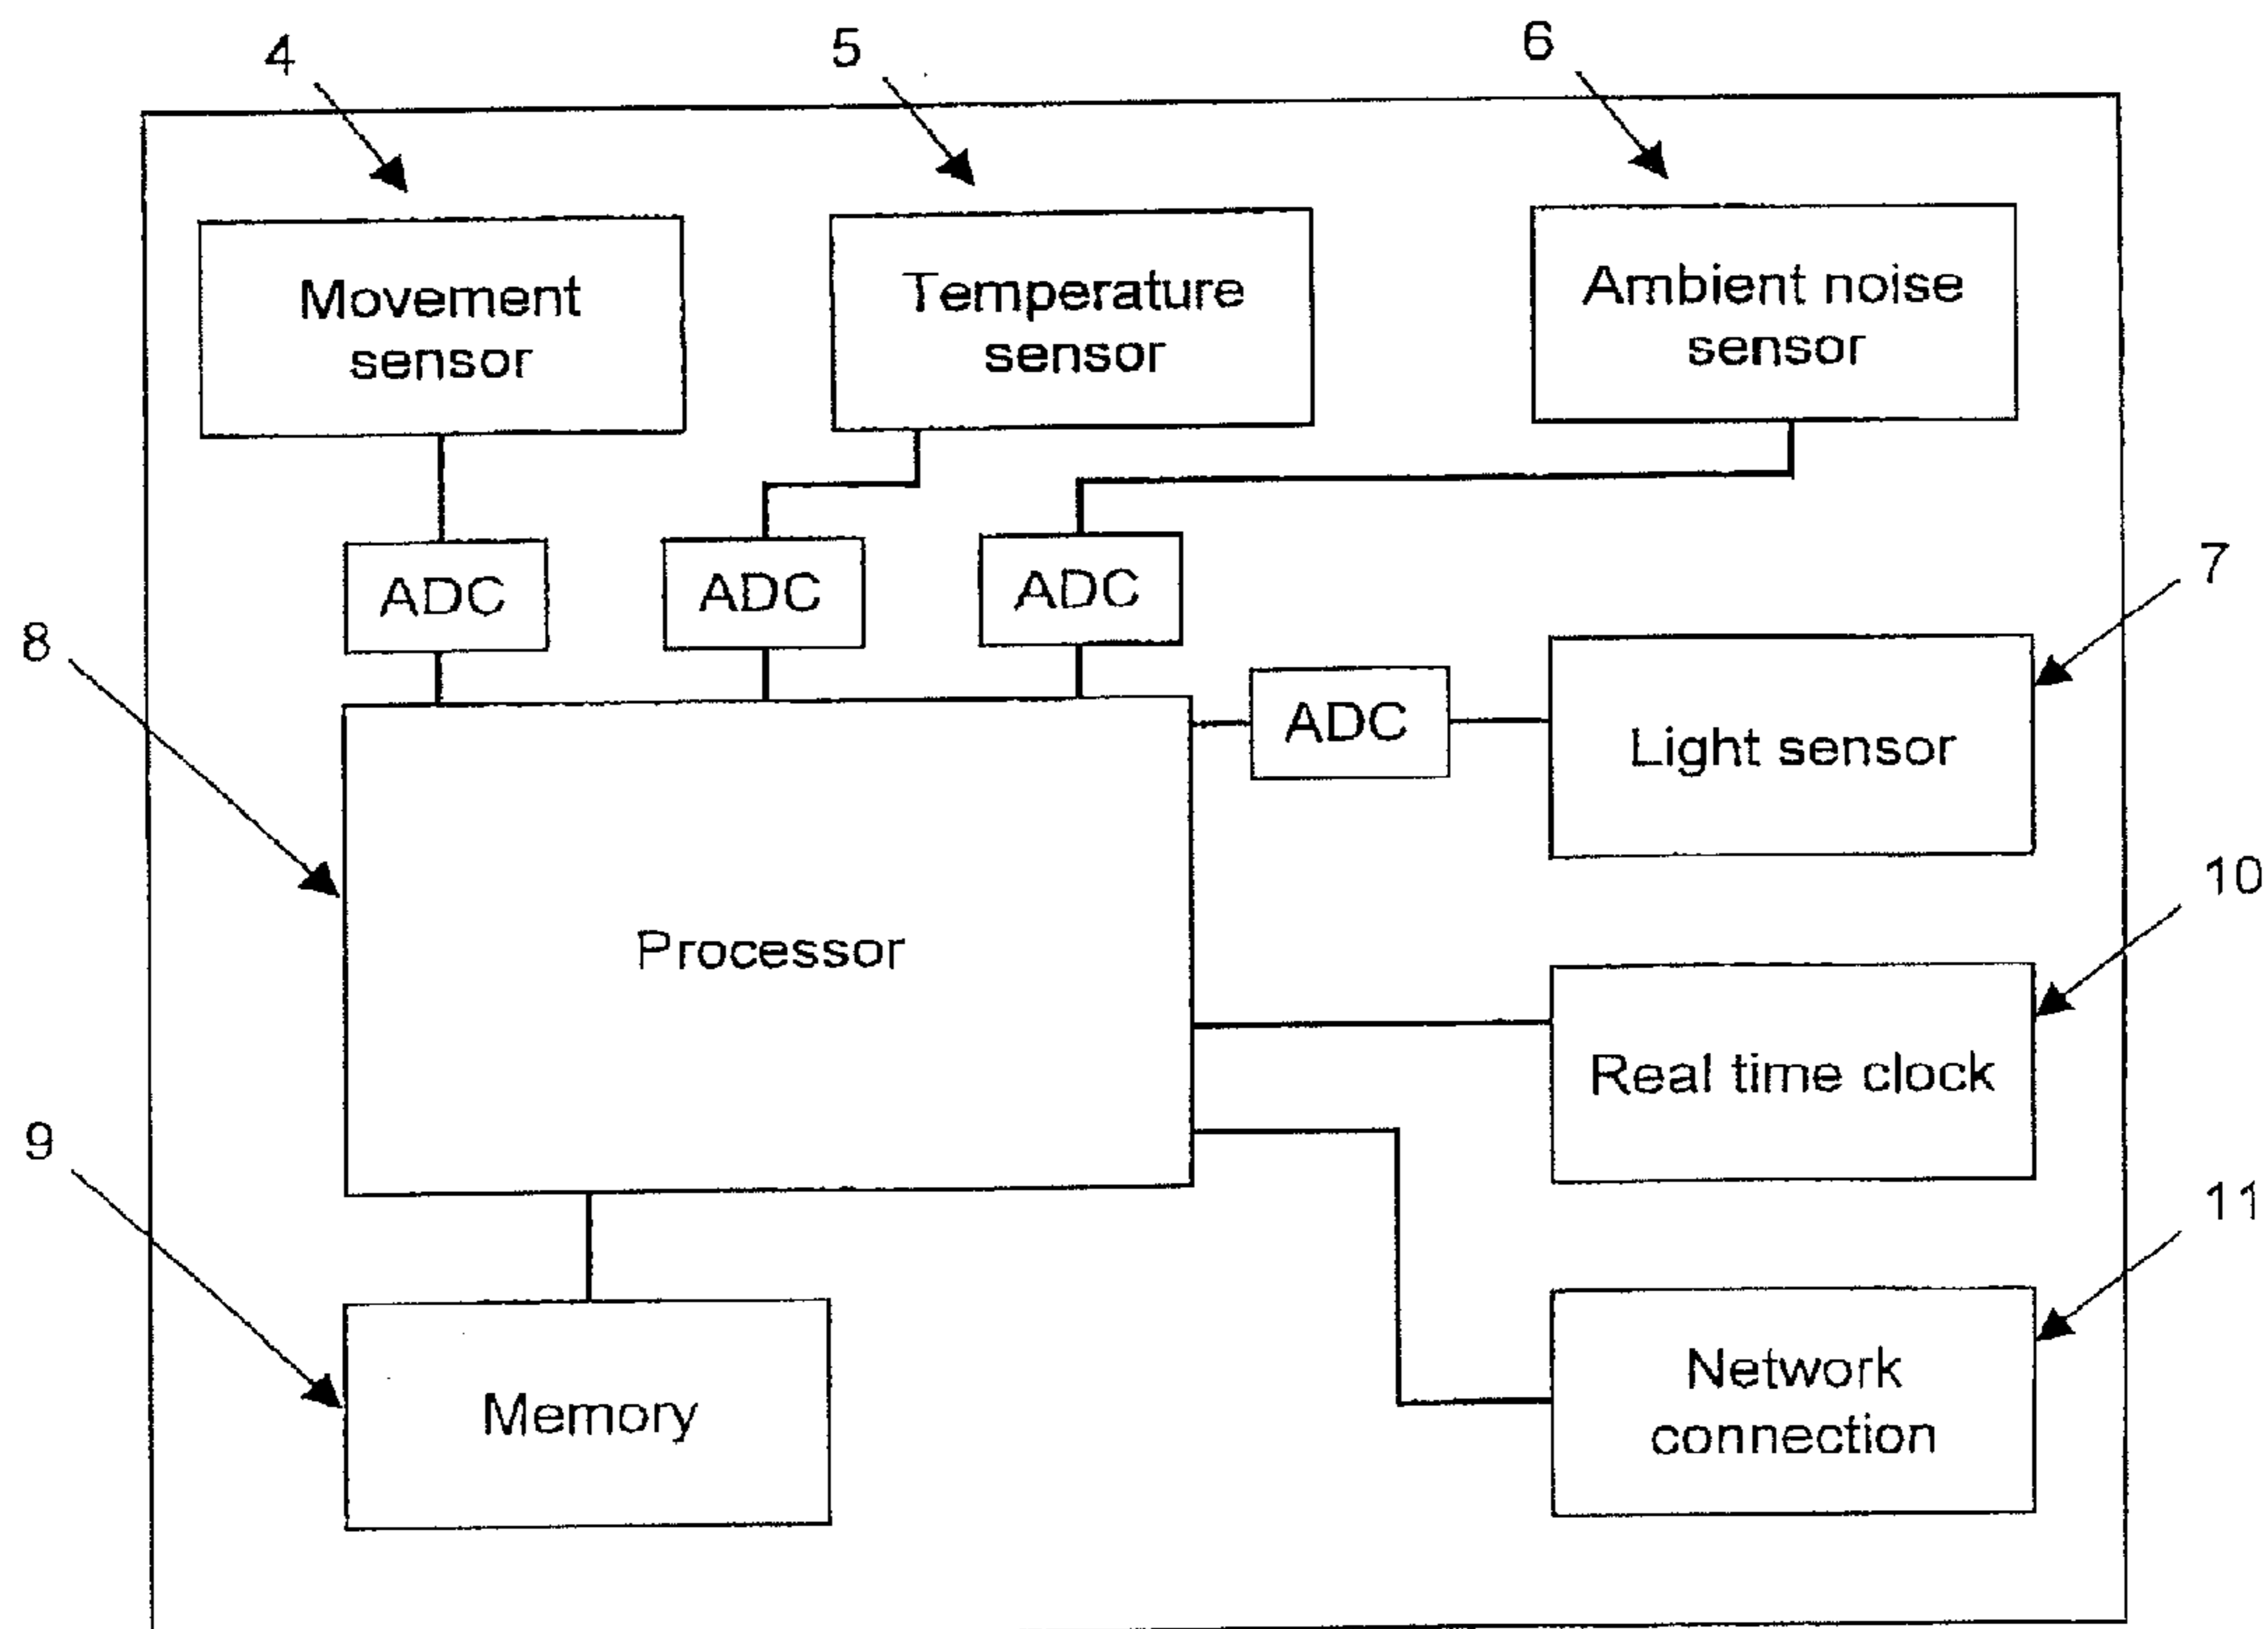 4
5
6
Movement
sensor
Temperature
sensor
Ambient noise
sensor
ADC
ADC
ADC
7
8
ADC
Light sensor
10
Processor
Real time clock
9
11
Network
connection
Memory